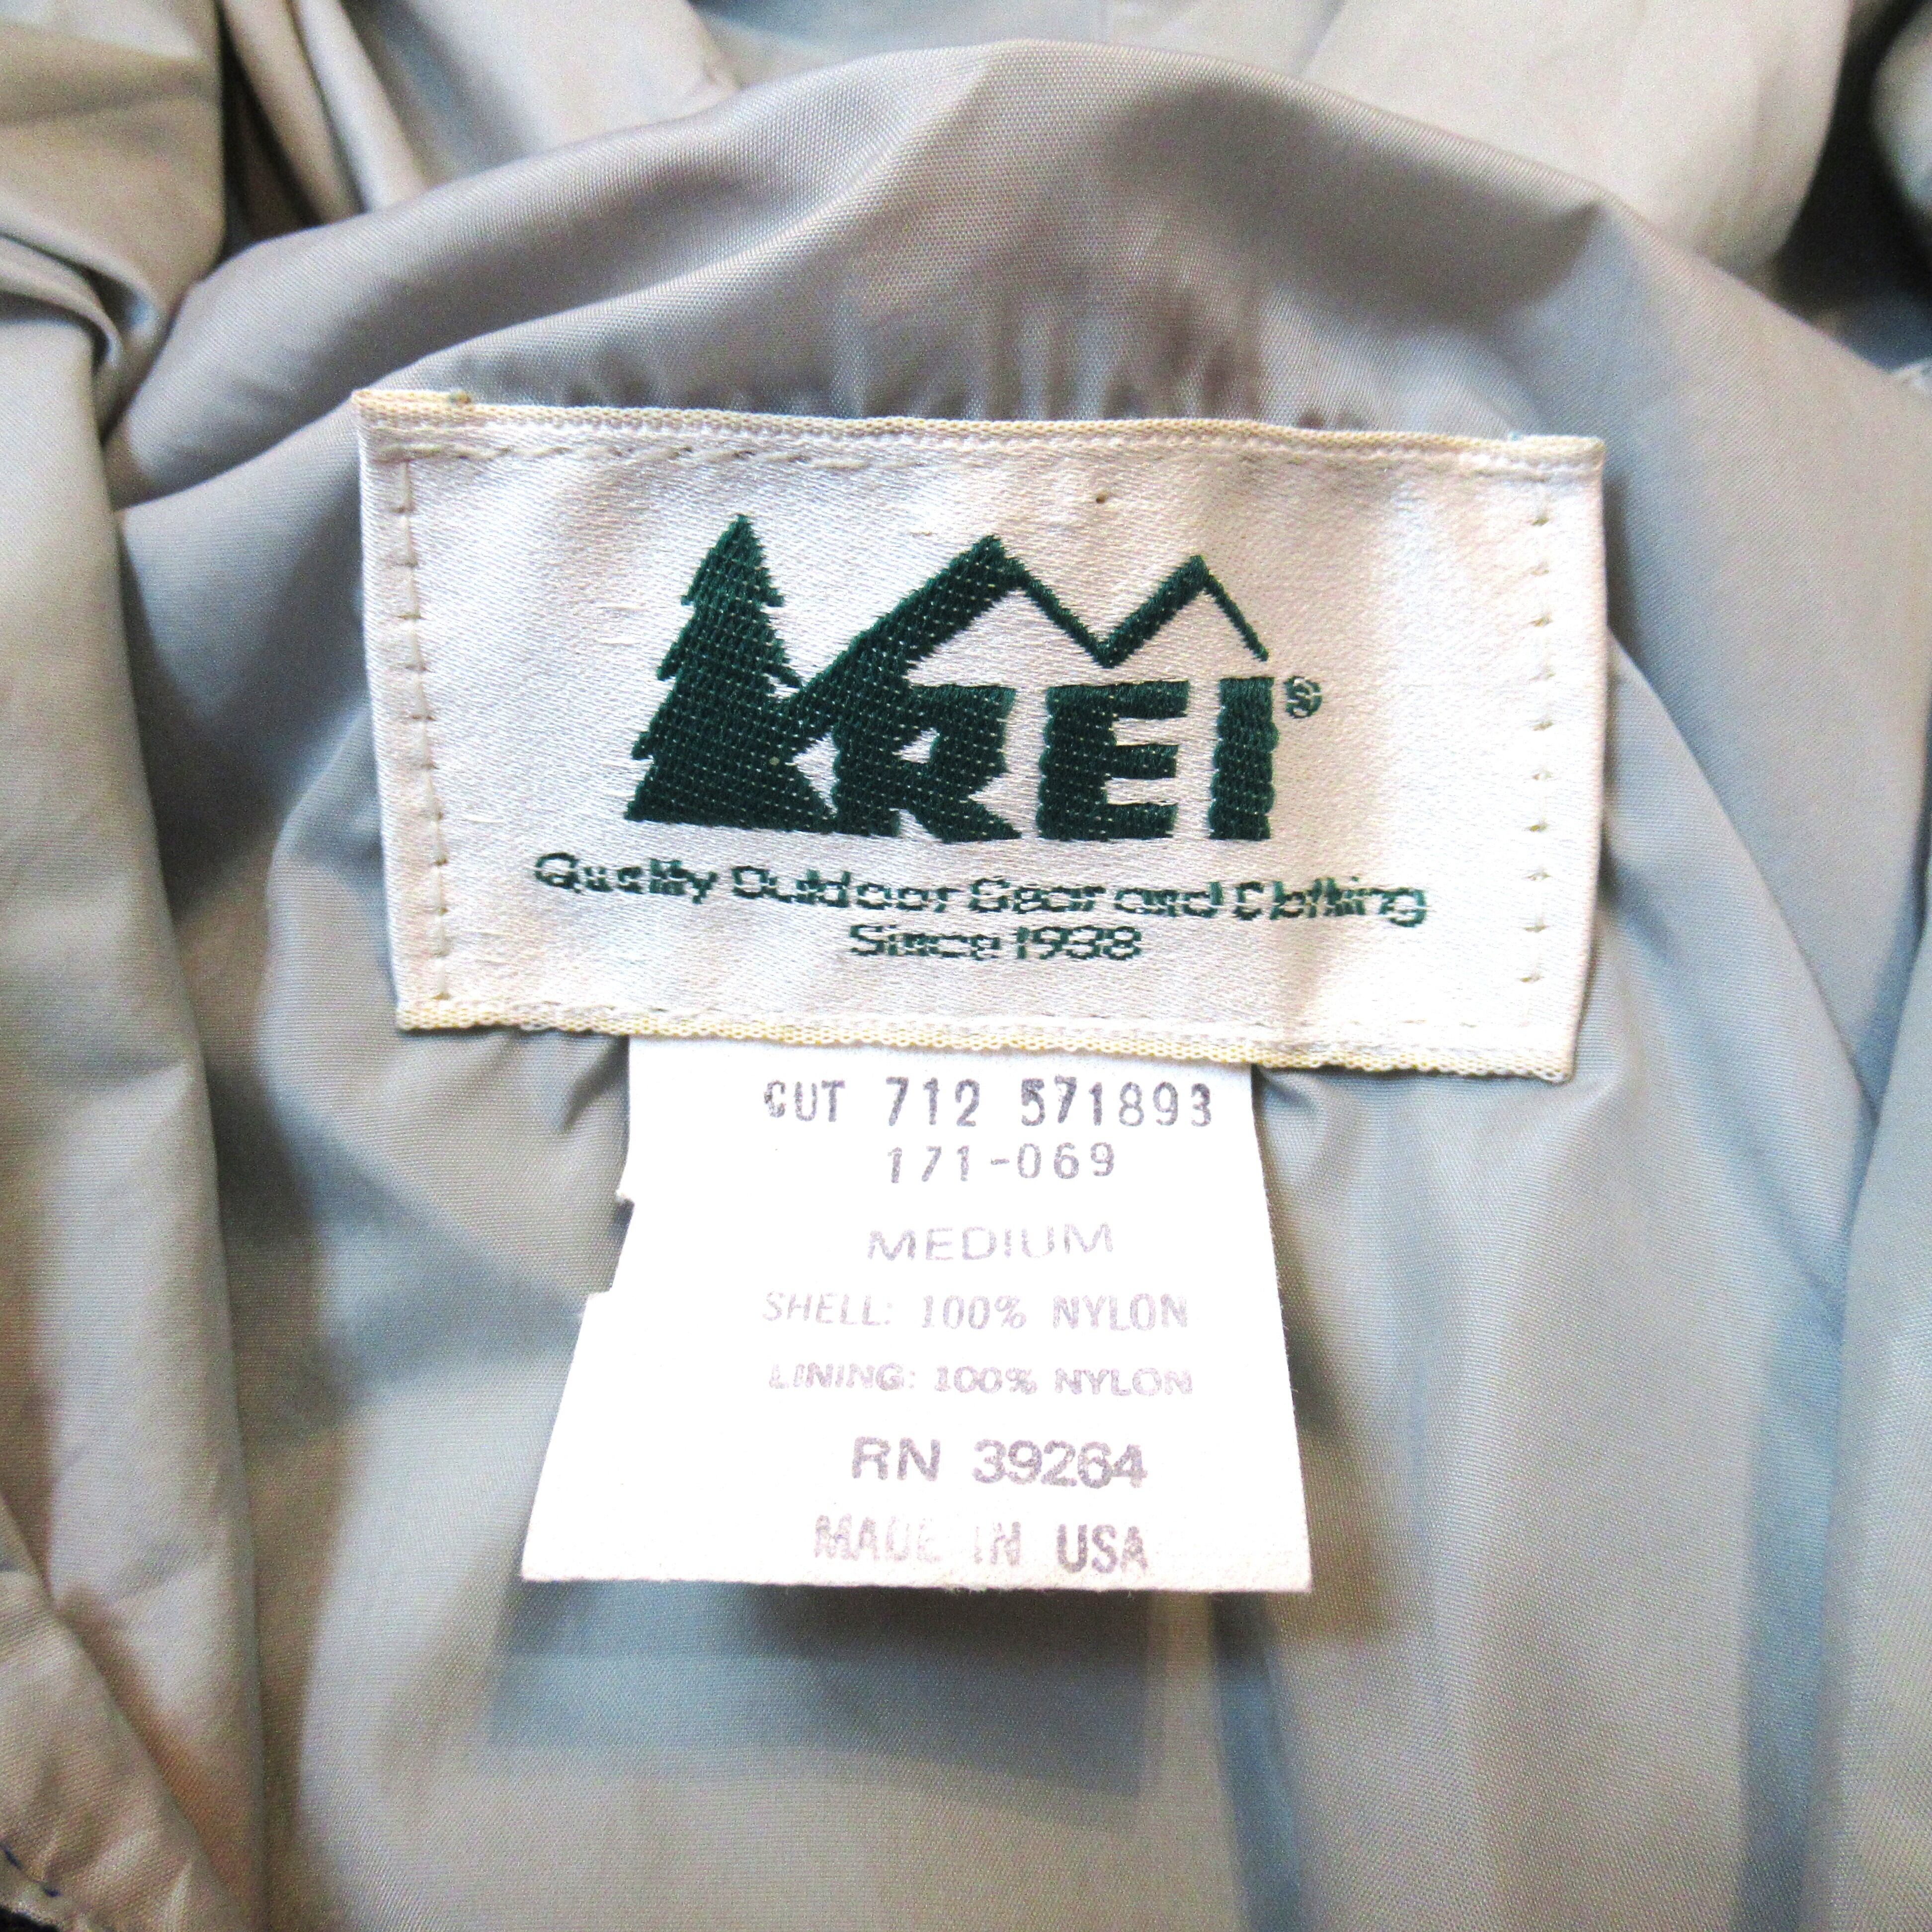 REI®
Quality Outdoor Gear and Clothing
Since 1938
CUT 712 571893
171-069
MEDIUM
SHELL: 100% NYLON
LINING: 100% NYLON
RN 39264
MADE IN USA